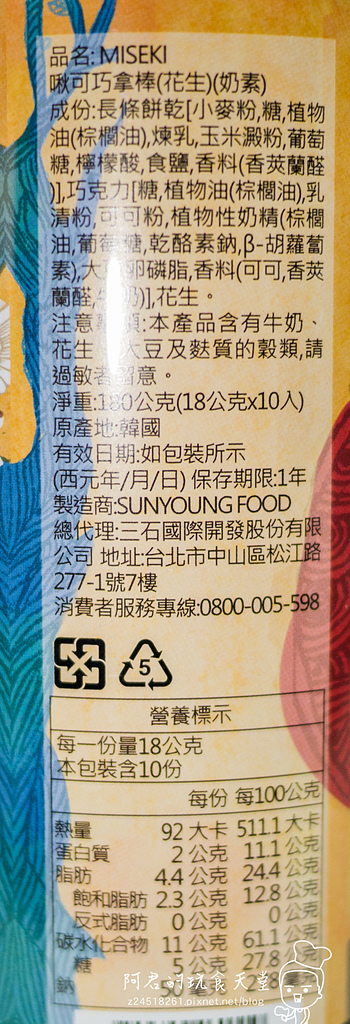 品名: MISEKI
啾可巧拿棒(花生)(奶素)
成份:長條餅乾[小麥粉,糖,植物
油(棕櫚油),煉乳,玉米澱粉,葡萄
糖,檸檬酸,食鹽,香料(香莢蘭醛
)],巧克力[糖,植物油(棕櫚油),乳
清粉,可可粉,植物性奶精(棕櫚
油,葡萄糖,乾酪素鈉,β-胡蘿蔔
素),大豆卵磷脂,香料(可可,香莢
蘭醛,奶)],花生。
注意 :本產品含有牛奶、
花生 大豆及麩質的穀類,請
過敏者留意。
淨重:180公克(18公克x10入)
原產地:韓國
有效日期:如包裝所示
(西元年/月/日) 保存期限:1年
製造商:SUNYOUNG FOOD
總代理:三石國際開發股份有限
公司 地址:台北市中山區松江路
277-1號7樓
消費者服務專線:0800-005-598
5
營養標示
每一份量18公克
本包裝含10份
每份 每100公克
熱量 92 大卡 511.1 大卡
蛋白質 2 公克 11.1 公克
脂肪 4.4 公克 24.4 公克
飽和脂肪 2.3 公克 12.8 公克
反式脂肪 0 公克 0 公克
碳水化合物 11 公克 61.1 公克
糖 5 公克 27.8 公克
鈉
阿君的玩食天堂
z24518261.pixnet.net/blog